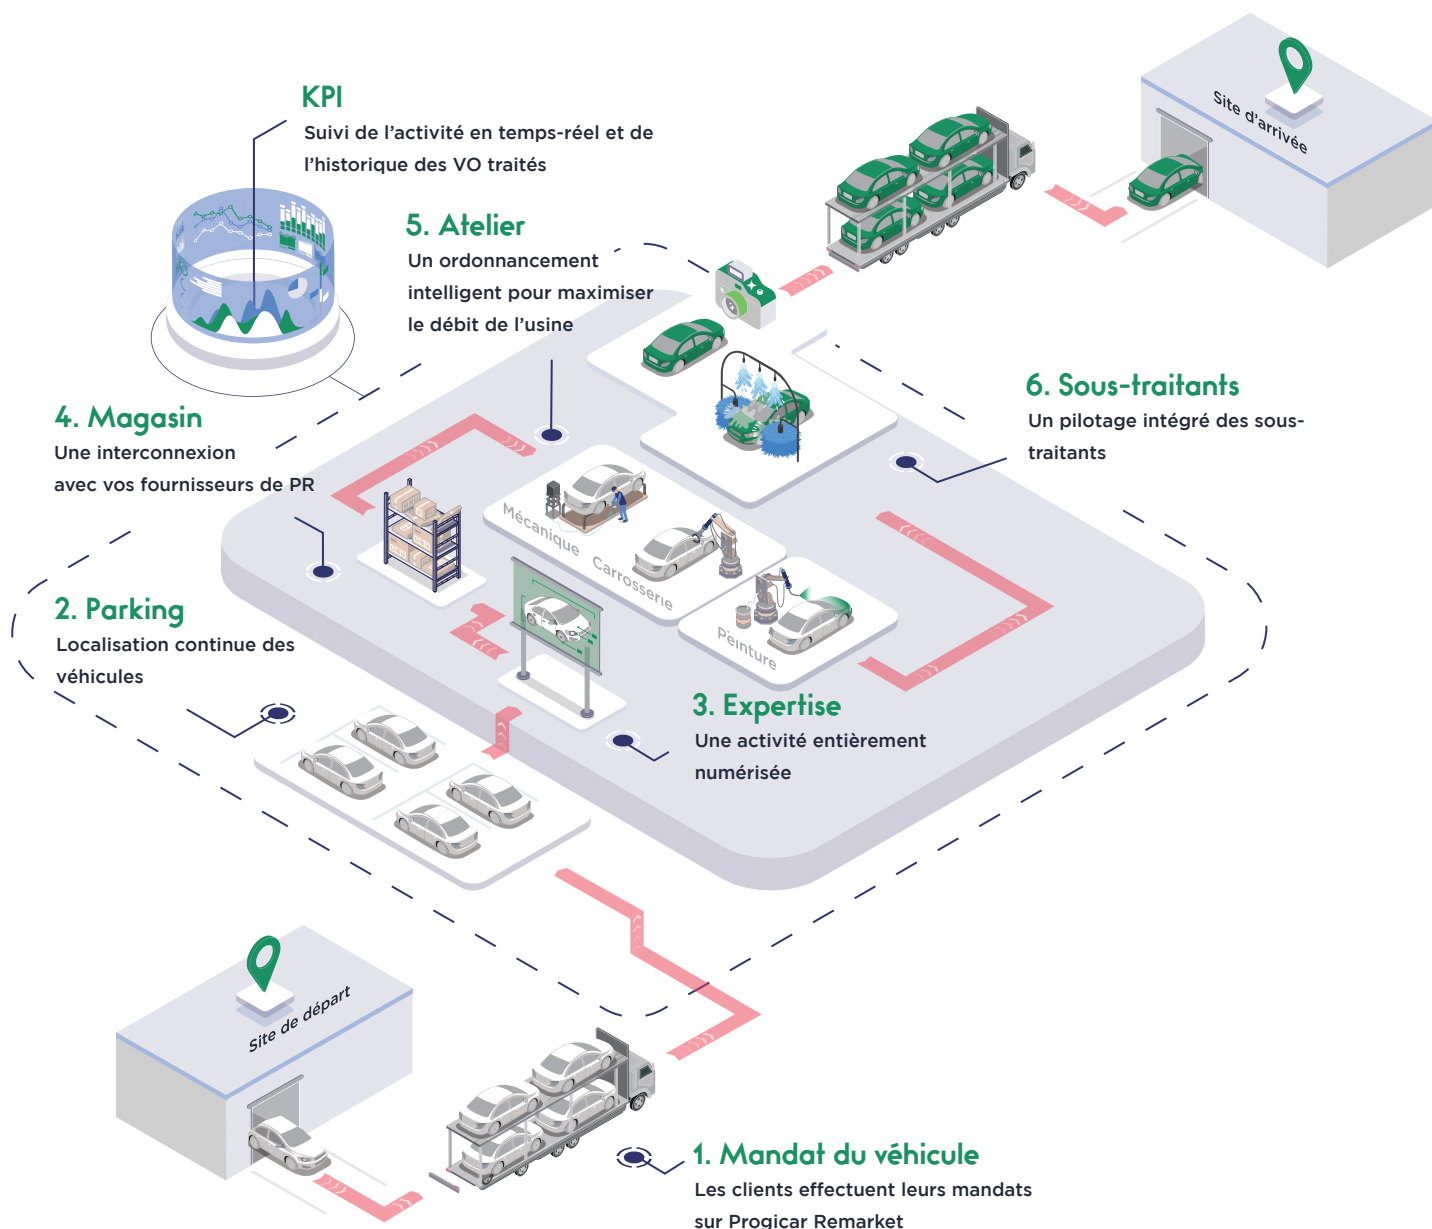 KPI
Suivi de l’activité en temps-réel et de
l’historique des VO traités
Site d'arrivée
5. Atelier
Un ordonnancement
intelligent pour maximiser
le débit de l’usine
6. Sous-traitants
Un pilotage intégré des sous-
traitants
4. Magasin
Une interconnexion
avec vos fournisseurs de PR
Mécanique
Carrosserie
Peinture
2. Parking
Localisation continue des
véhicules
3. Expertise
Une activité entièrement
numérisée
Site de départ
1. Mandat du véhicule
Les clients effectuent leurs mandats
sur Progicar Remarket